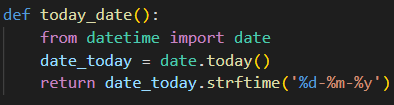 def today_date():
    from datetime import date
    date_today = date.today()
    return date_today.strftime('%d-%m-%y')